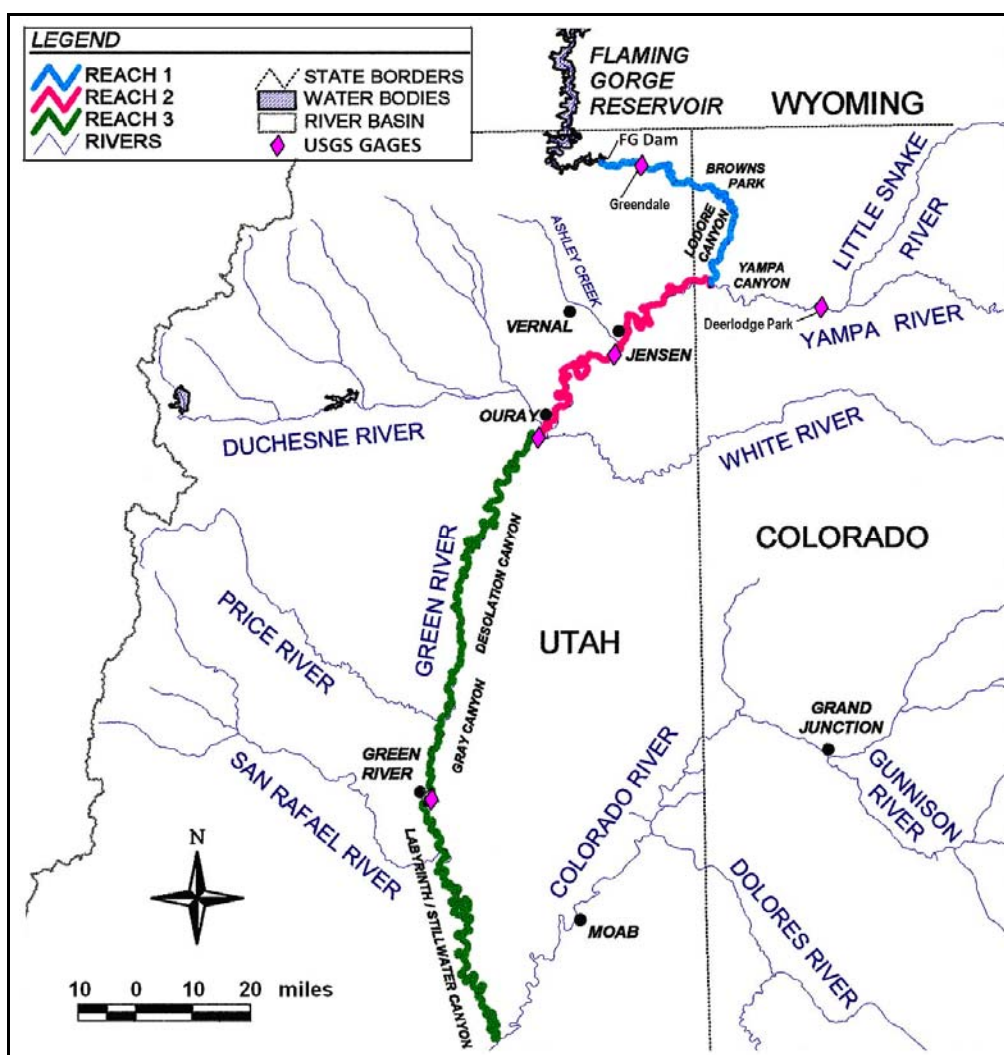 LEGEND
REACH 1
REACH 2
REACH 3
RIVERS
STATE BORDERS
WATER BODIES
RIVER BASIN
USGS GAGES
FLAMING
GORGE
RESERVOIR
WYOMING
FG Dam
Greendale
BROWNS
PARK
LODORE
CANYON
LITTLE SNAKE
RIVER
ASHLEY CREEK
YAMPA
CANYON
VERNAL
Deerlodge Park
YAMPA RIVER
JENSEN
OURAY
DUCHESNE RIVER
WHITE RIVER
GREEN RIVER
DESOLATION CANYON
COLORADO
PRICE RIVER
UTAH
GRAY CANYON
GRAND
JUNCTION
GREEN
RIVER
SAN RAFAEL RIVER
COLORADO RIVER
GUNNISON
RIVER
LABYRINTH / STILLWATER CANYON
N
DOLORES RIVER
MOAB
10 0 10 20 miles